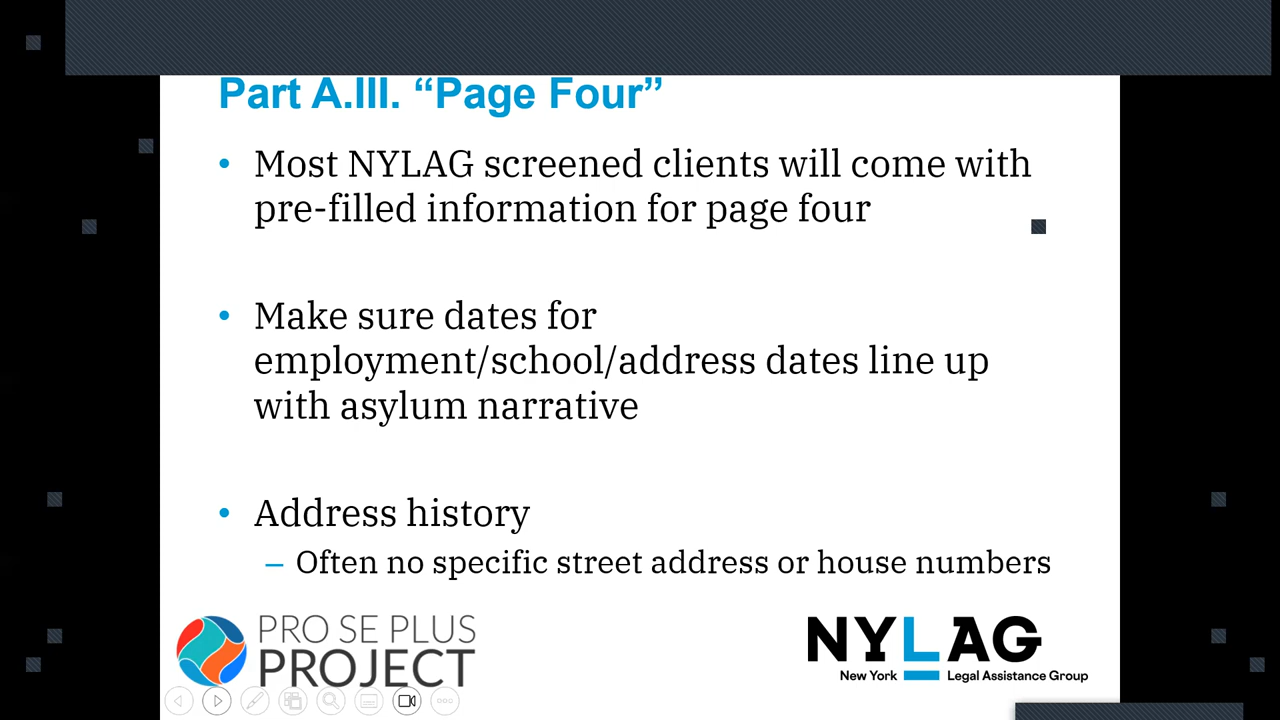 Part A.III. “Page Four”
• Most NYLAG screened clients will come with
pre-filled information for page four
• Make sure dates for
employment/school/address dates line up
with asylum narrative
• Address history
– Often no specific street address or house numbers
PRO SE PLUS
PROJECT
NYLAG
New York Legal Assistance Group